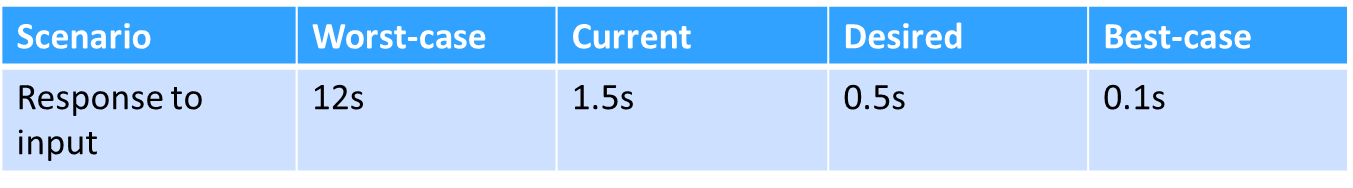 Scenario Worst-case Current Desired Best-case
Response to 12s 1.5s 0.5s 0.1s
input